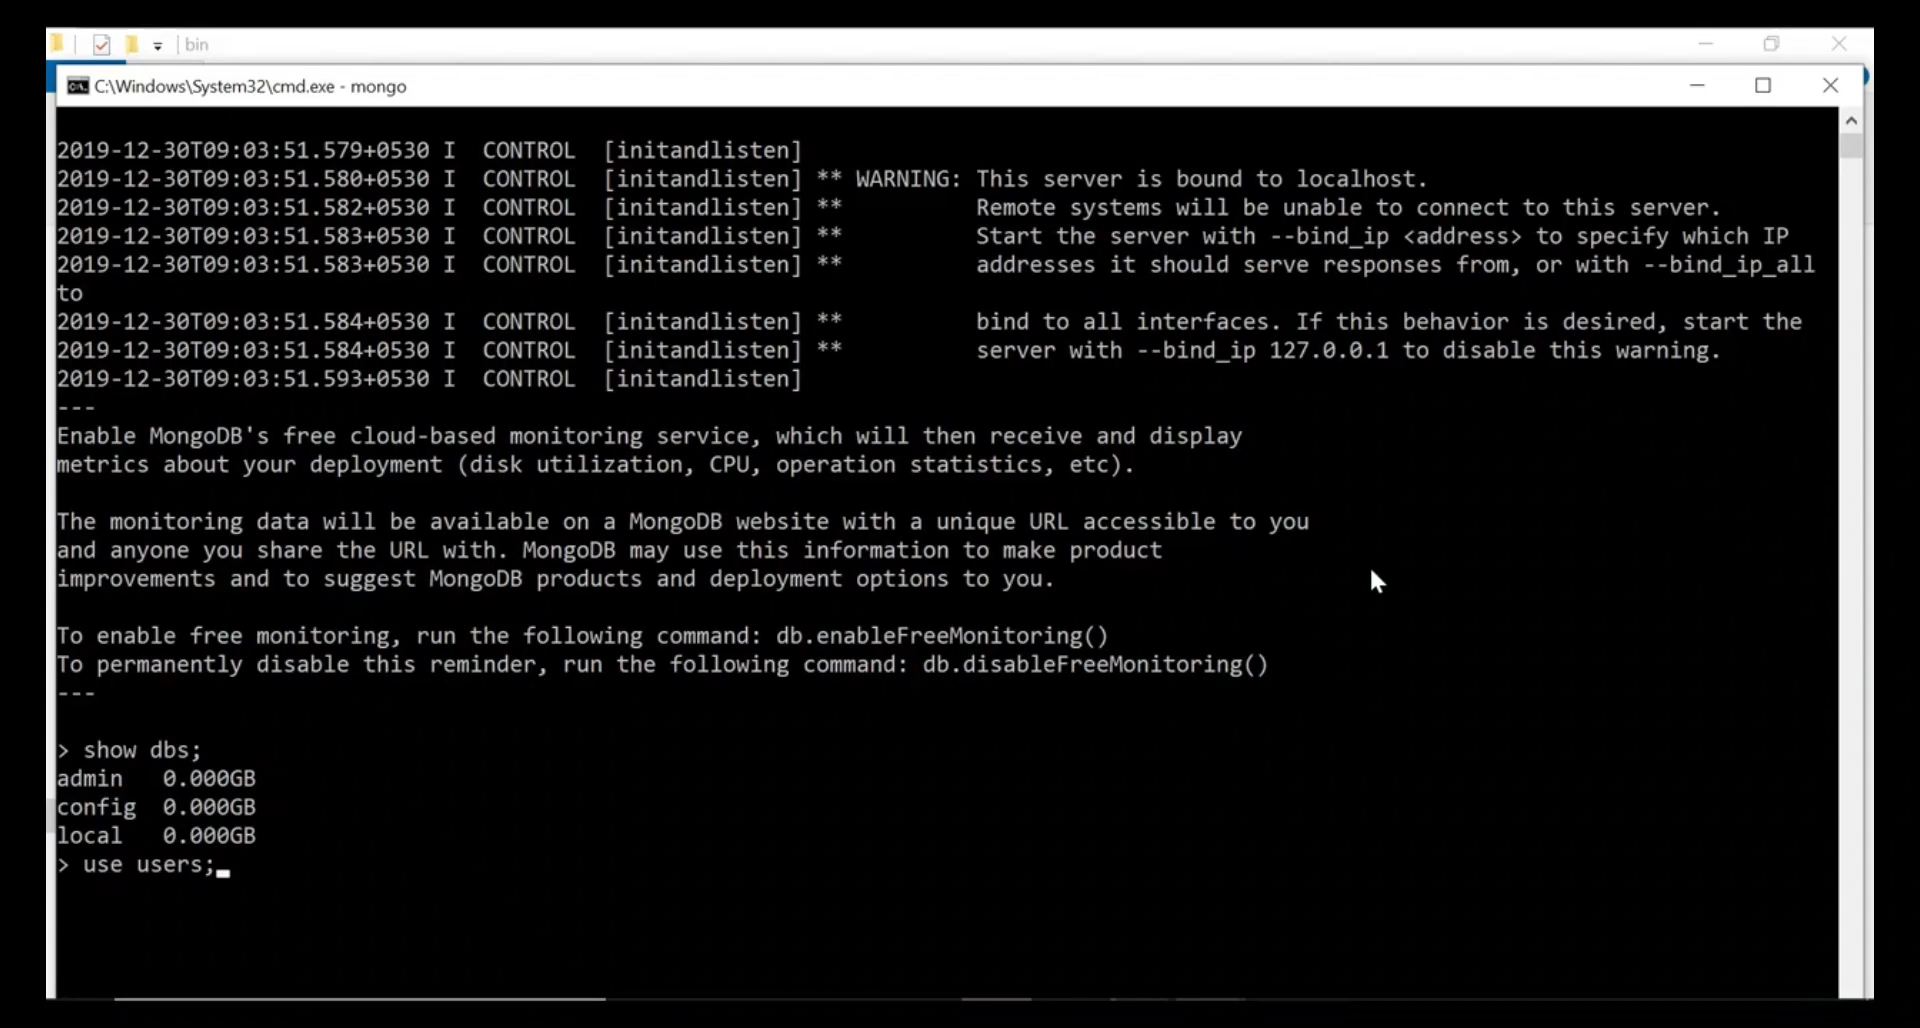 bin
C:\Windows\System32\cmd.exe - mongo
2019-12-30T09:03:51.579+0530 I  CONTROL  [initandlisten]
2019-12-30T09:03:51.580+0530 I  CONTROL  [initandlisten] ** WARNING: This server is bound to localhost.
2019-12-30T09:03:51.582+0530 I  CONTROL  [initandlisten] **          Remote systems will be unable to connect to this server.
2019-12-30T09:03:51.583+0530 I  CONTROL  [initandlisten] **          Start the server with --bind_ip <address> to specify which IP
2019-12-30T09:03:51.583+0530 I  CONTROL  [initandlisten] **          addresses it should serve responses from, or with --bind_ip_all
to
2019-12-30T09:03:51.584+0530 I  CONTROL  [initandlisten] **          bind to all interfaces. If this behavior is desired, start the
2019-12-30T09:03:51.584+0530 I  CONTROL  [initandlisten] **          server with --bind_ip 127.0.0.1 to disable this warning.
2019-12-30T09:03:51.593+0530 I  CONTROL  [initandlisten]
---
Enable MongoDB's free cloud-based monitoring service, which will then receive and display
metrics about your deployment (disk utilization, CPU, operation statistics, etc).
The monitoring data will be available on a MongoDB website with a unique URL accessible to you
and anyone you share the URL with. MongoDB may use this information to make product
improvements and to suggest MongoDB products and deployment options to you.
To enable free monitoring, run the following command: db.enableFreeMonitoring()
To permanently disable this reminder, run the following command: db.disableFreeMonitoring()
---
> show dbs;
admin   0.000GB
config  0.000GB
local   0.000GB
> use users;